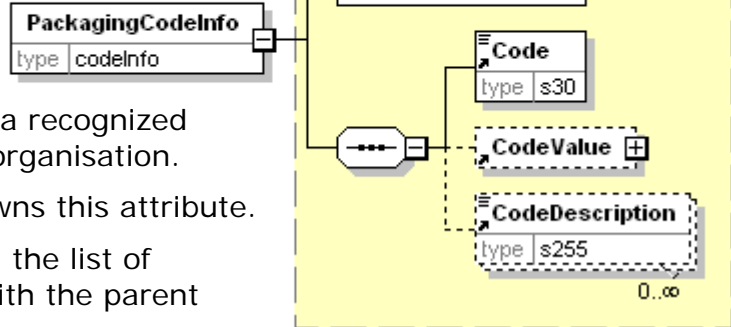 PackagingCodeInfo
type codeInfo
a recognized
organisation.
wns this attribute.
the list of
ith the parent
Code
type s30
CodeValue
CodeDescription
type s255
0..∞